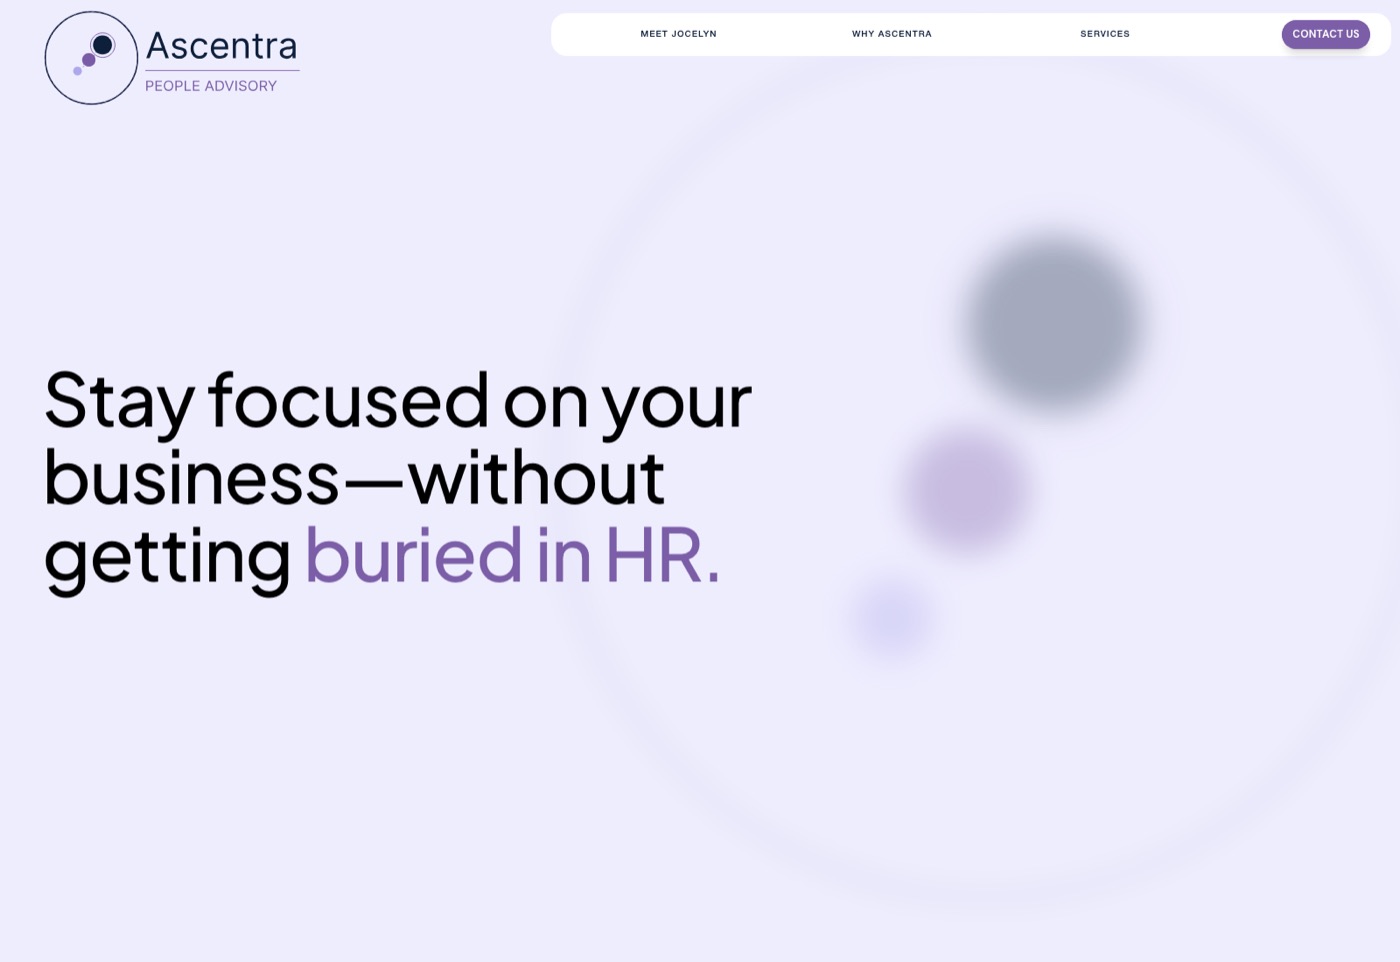 Ascentra
PEOPLE ADVISORY
MEET JOCELYN
WHY ASCENTRA
SERVICES
CONTACT US
Stay focused on your
business—without
getting buried in HR.